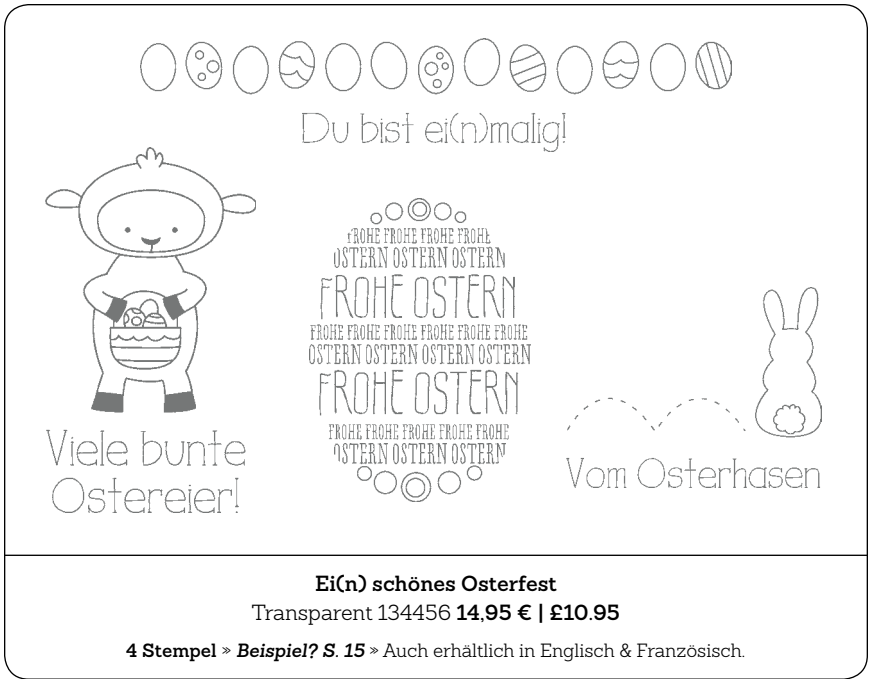 Du bist ei(n)malig!
FROHE FROHE FROHE FROHE
OSTERN OSTERN OSTERN
FROHE OSTERN
FROHE FROHE FROHE FROHE FROHE FROHE
OSTERN OSTERN OSTERN OSTERN
FROHE OSTERN
FROHE FROHE FROHE FROHE FROHE
OSTERN OSTERN OSTERN
Viele bunte
Ostereier!
Vom Osterhasen
Ei(n) schönes Osterfest
Transparent 134456 14,95 € | £10.95
4 Stempel » Beispiel? S. 15 » Auch erhältlich in Englisch & Französisch.